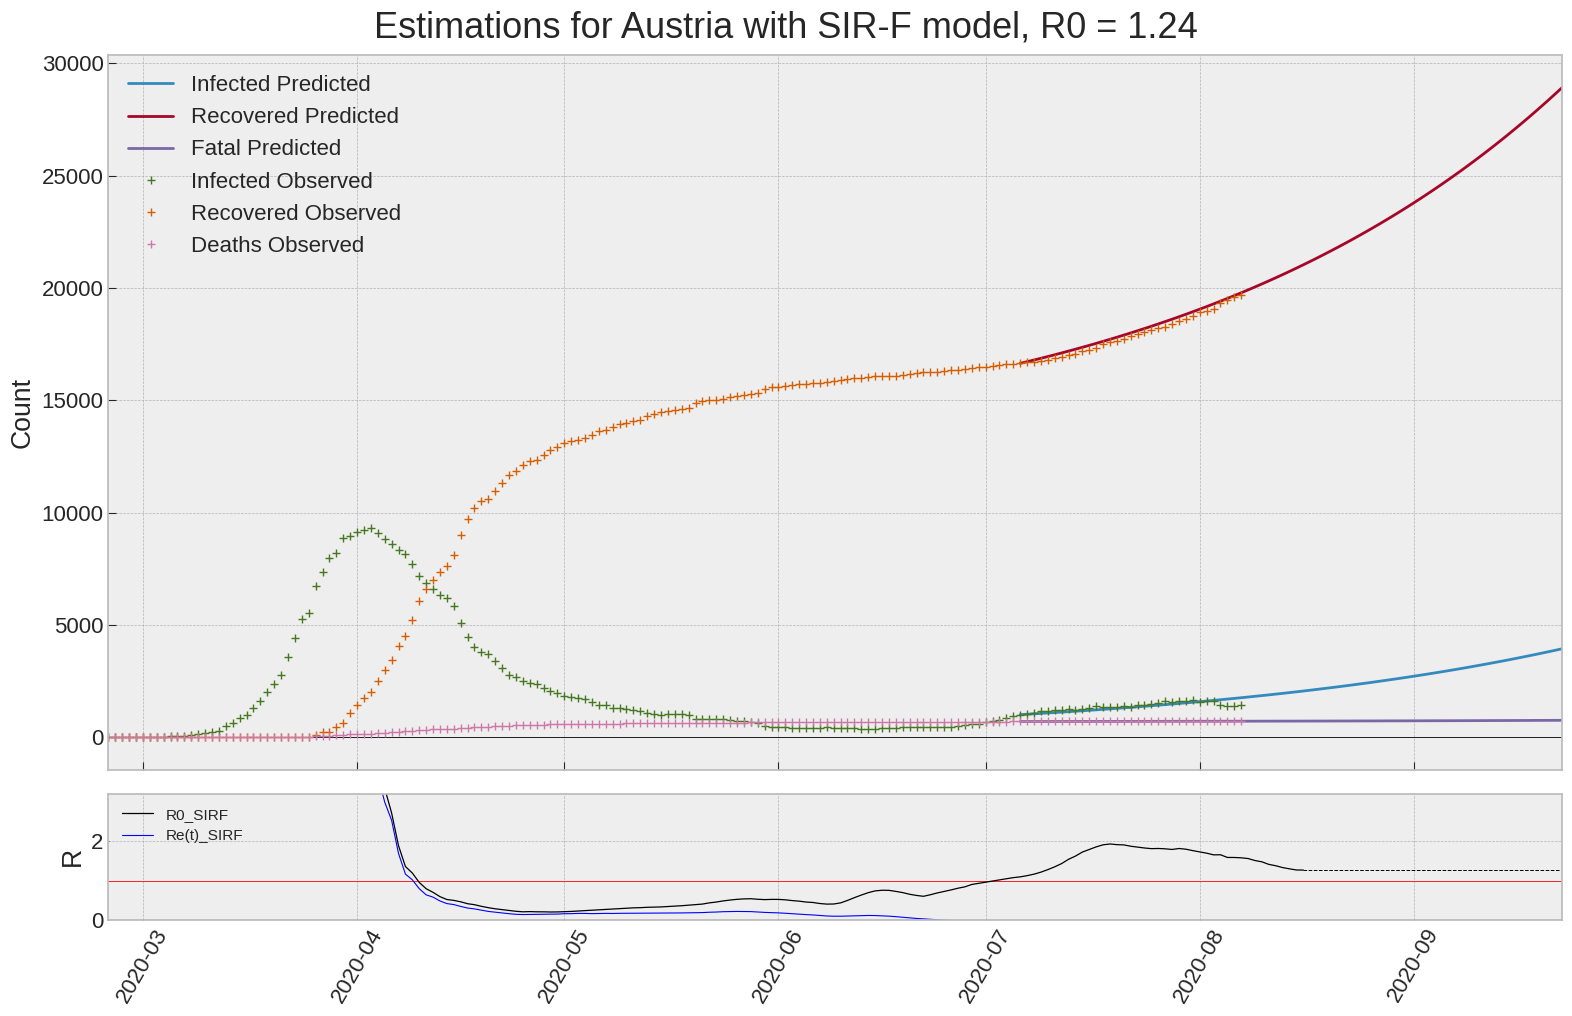 Estimations for Austria with SIR-F model, R0 = 1.24
30000
25000
20000
15000
10000
5000
0
Count
Infected Predicted
Recovered Predicted
Fatal Predicted
Infected Observed
Recovered Observed
Deaths Observed
R0_SIRF
Re(t)_SIRF
2
0
R
2020-03
2020-04
2020-05
2020-06
2020-07
2020-08
2020-09